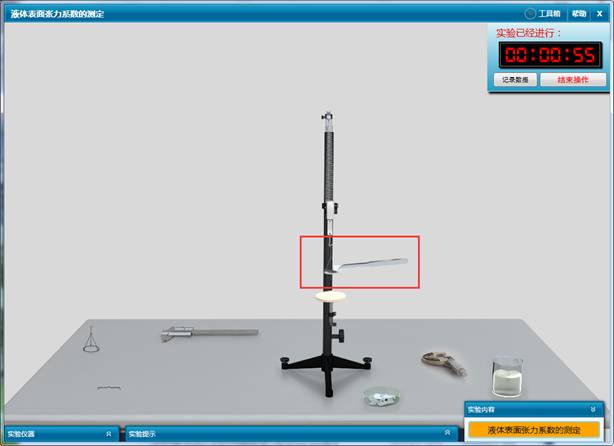 液体表面张力系数的测定
工具箱 帮助 X
实验已经进行：
00:00:55
记录数据 结束操作
实验内容
液体表面张力系数的测定
实验仪器
实验提示